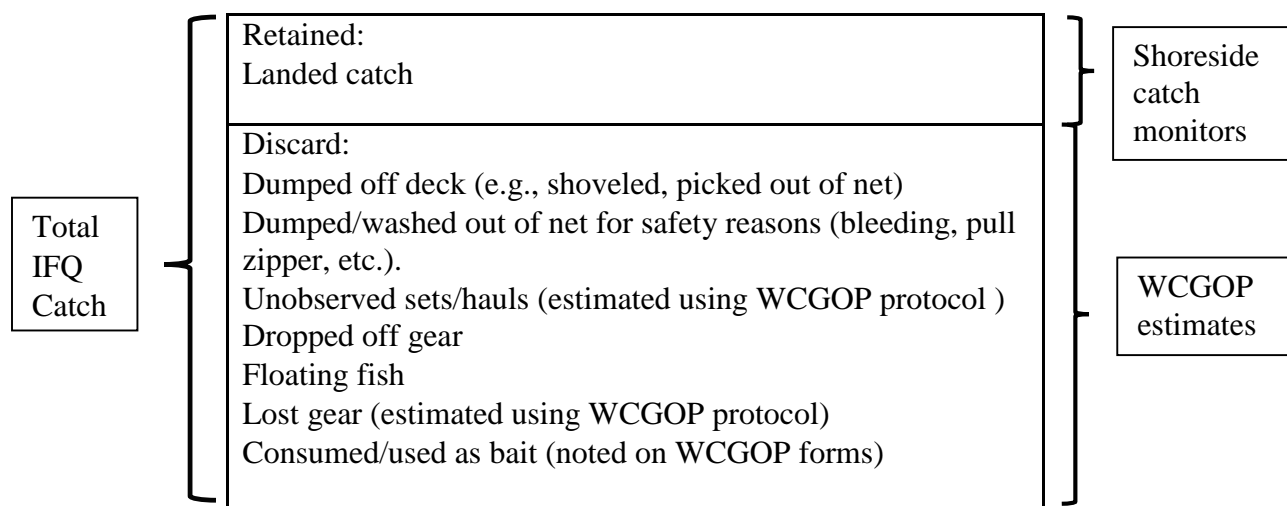 Total
IFQ
Catch
Retained:
Landed catch
Discard:
Dumped off deck (e.g., shoveled, picked out of net)
Dumped/washed out of net for safety reasons (bleeding, pull
zipper, etc.).
Unobserved sets/hauls (estimated using WCGOP protocol )
Dropped off gear
Floating fish
Lost gear (estimated using WCGOP protocol)
Consumed/used as bait (noted on WCGOP forms)
Shoreside
catch
monitors
WCGOP
estimates